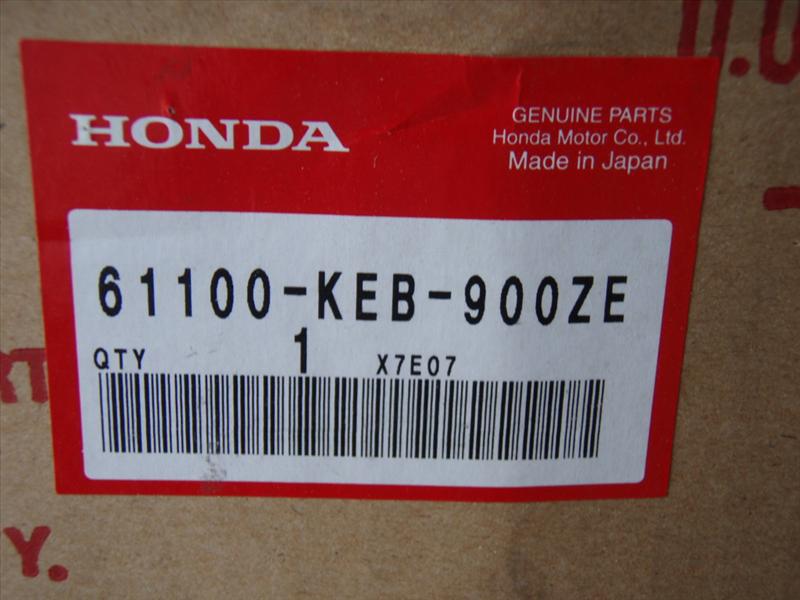 HONDA
GENUINE PARTS
Honda Motor Co., Ltd.
Made in Japan
61100-KEB-900ZE
QTY 1 X7E07
Y.